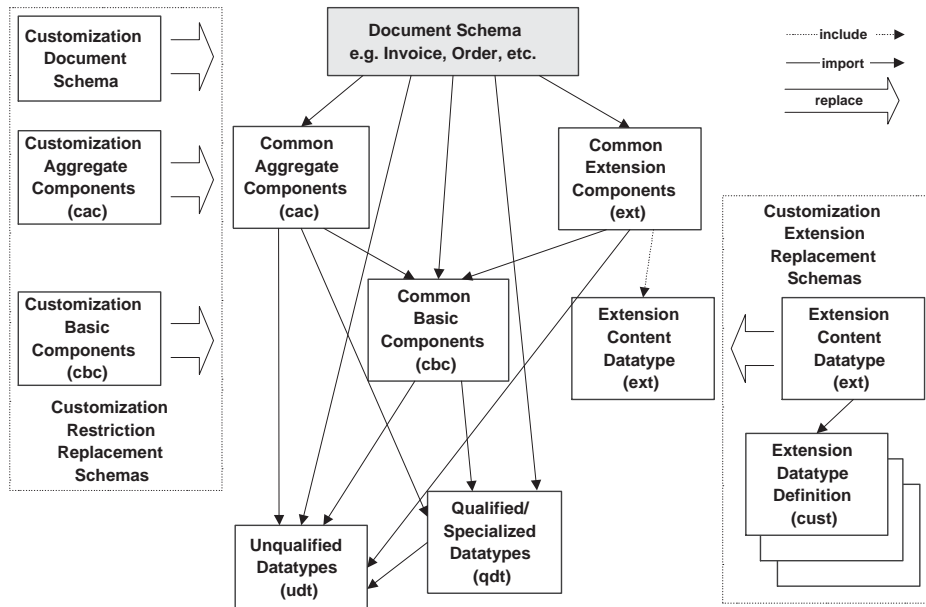 Customization
Document
Schema
Document Schema
e.g. Invoice, Order, etc.
include
import
replace
Customization
Aggregate
Components
(cac)
Common
Aggregate
Components
(cac)
Common
Extension
Components
(ext)
Customization
Extension
Replacement
Schemas
Customization
Basic
Components
(cbc)
Common
Basic
Components
(cbc)
Extension
Content
Datatype
(ext)
Extension
Content
Datatype
(ext)
Customization
Restriction
Replacement
Schemas
Extension
Datatype
Definition
(cust)
Unqualified
Datatypes
(udt)
Qualified/
Specialized
Datatypes
(qdt)